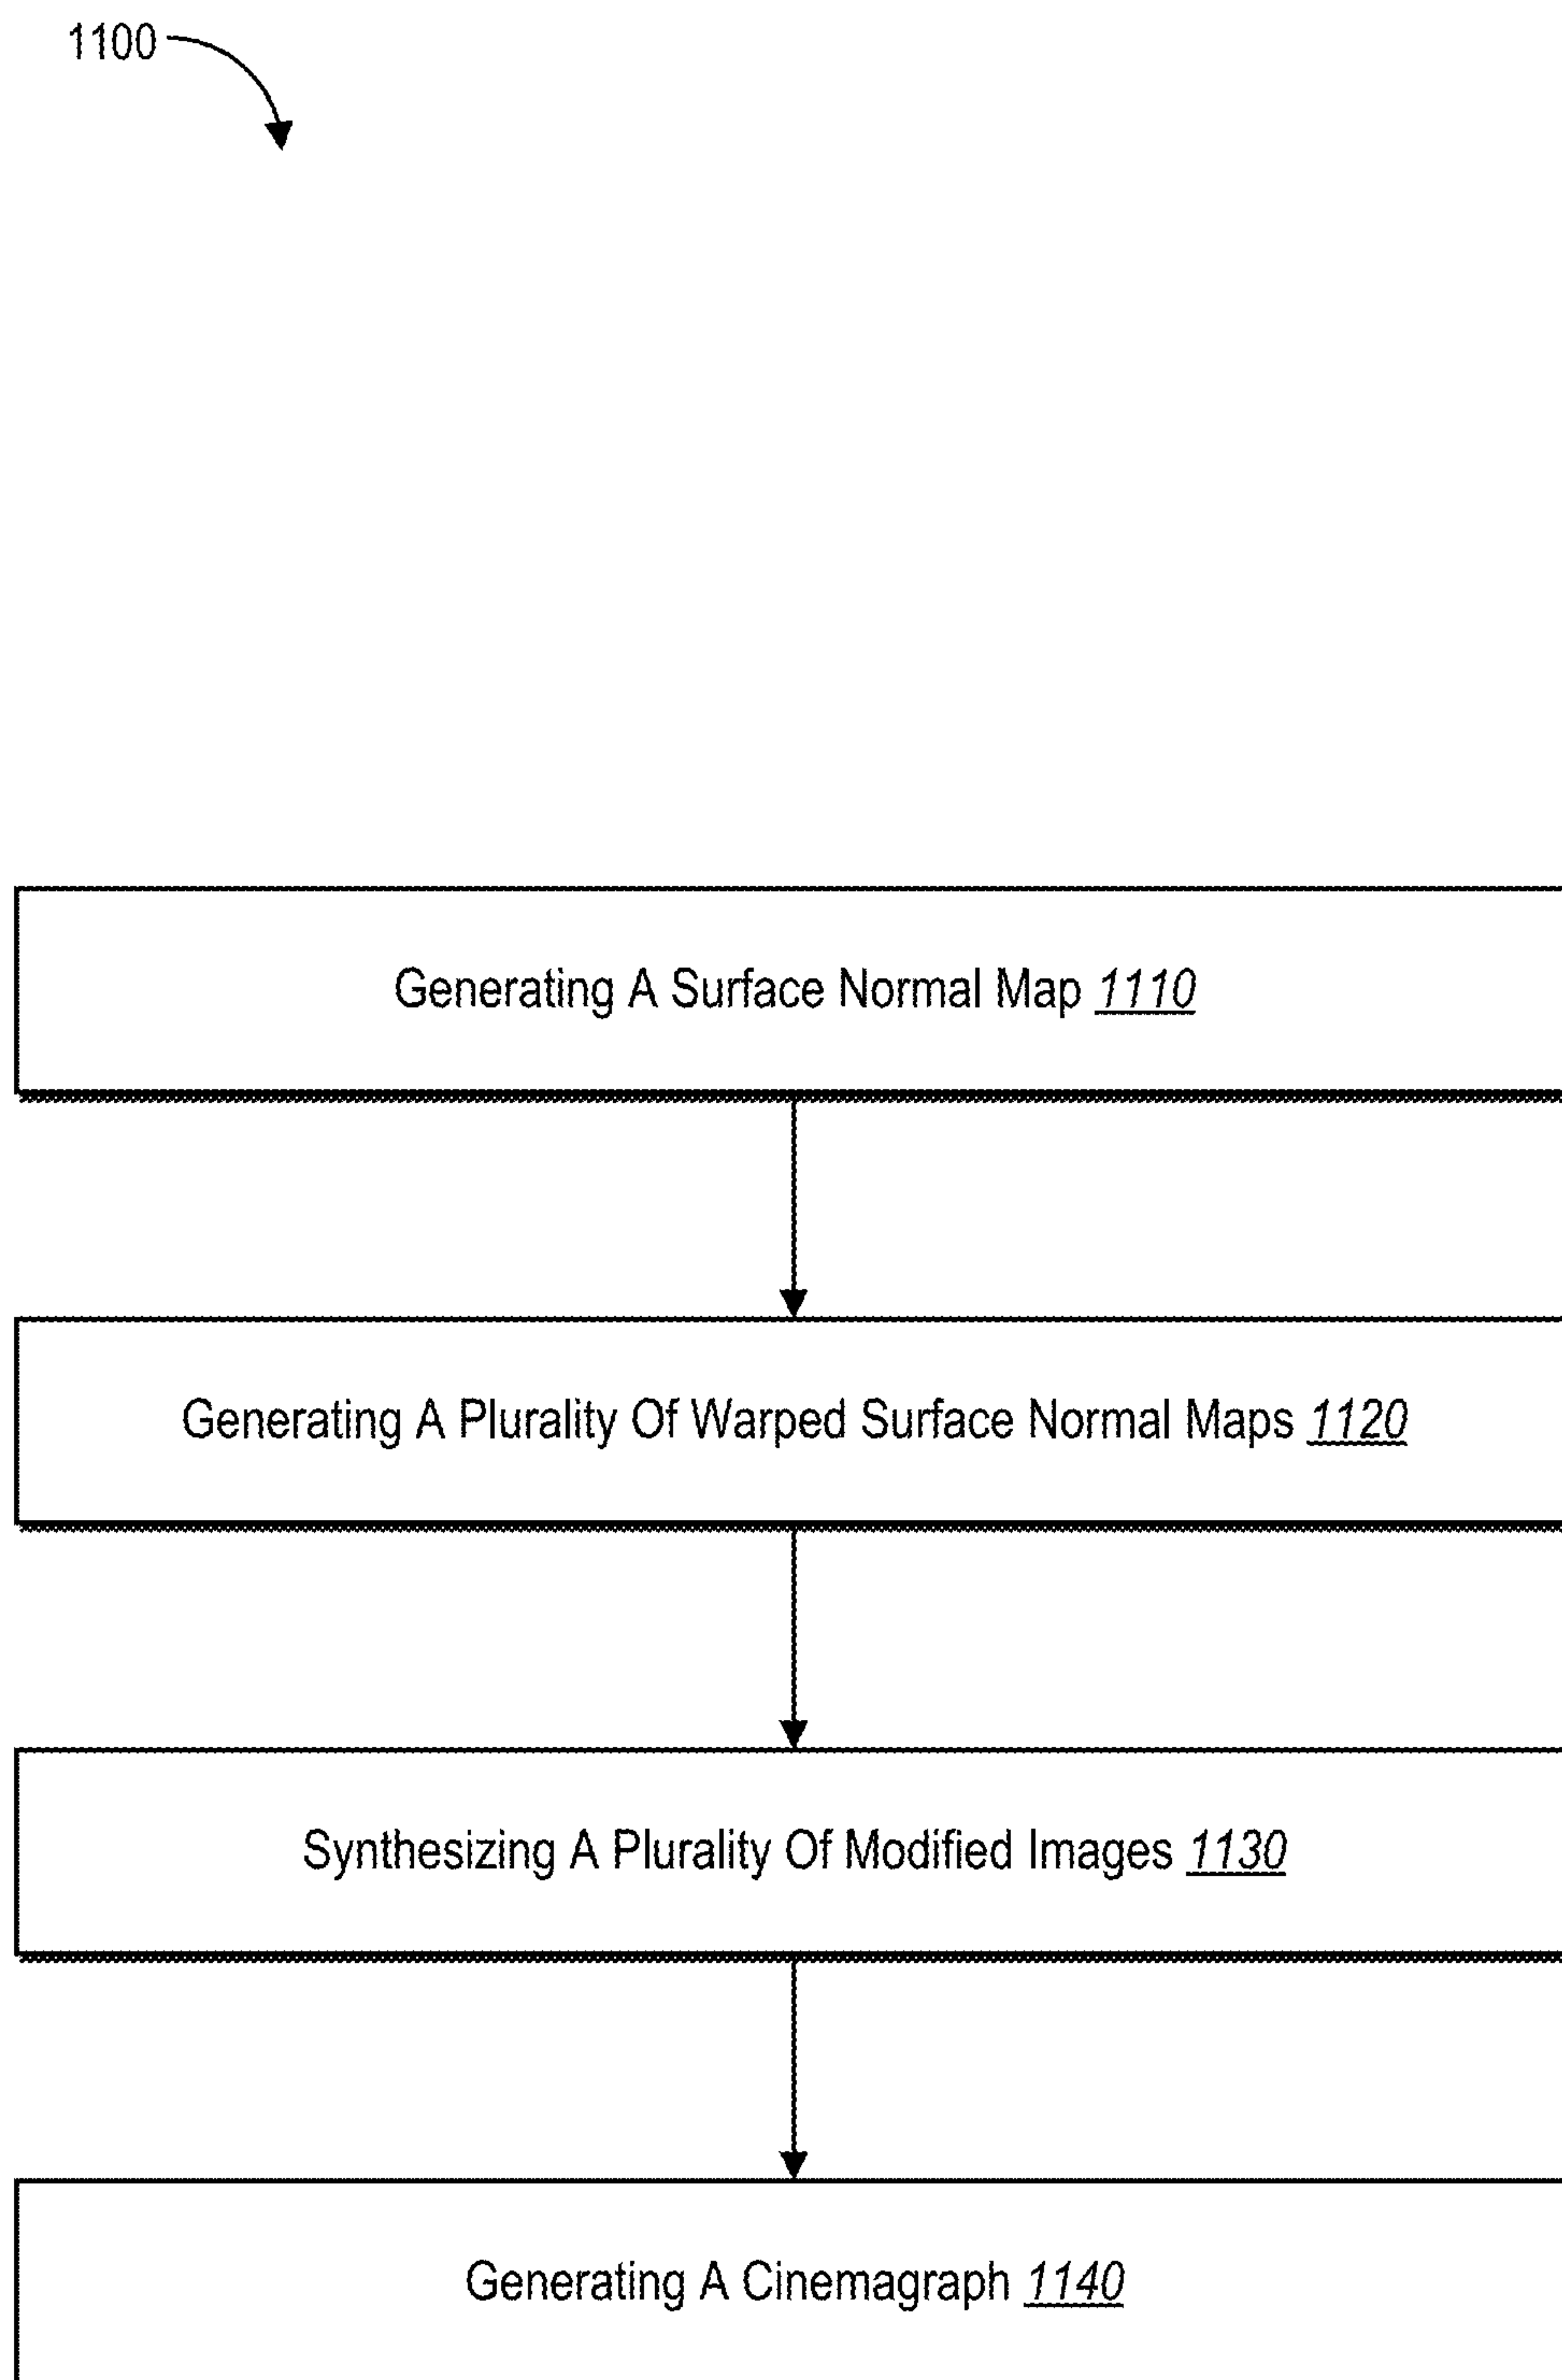 1100
Generating A Surface Normal Map 1110
Generating A Plurality Of Warped Surface Normal Maps 1120
Synthesizing A Plurality Of Modified Images 1130
Generating A Cinemagraph 1140